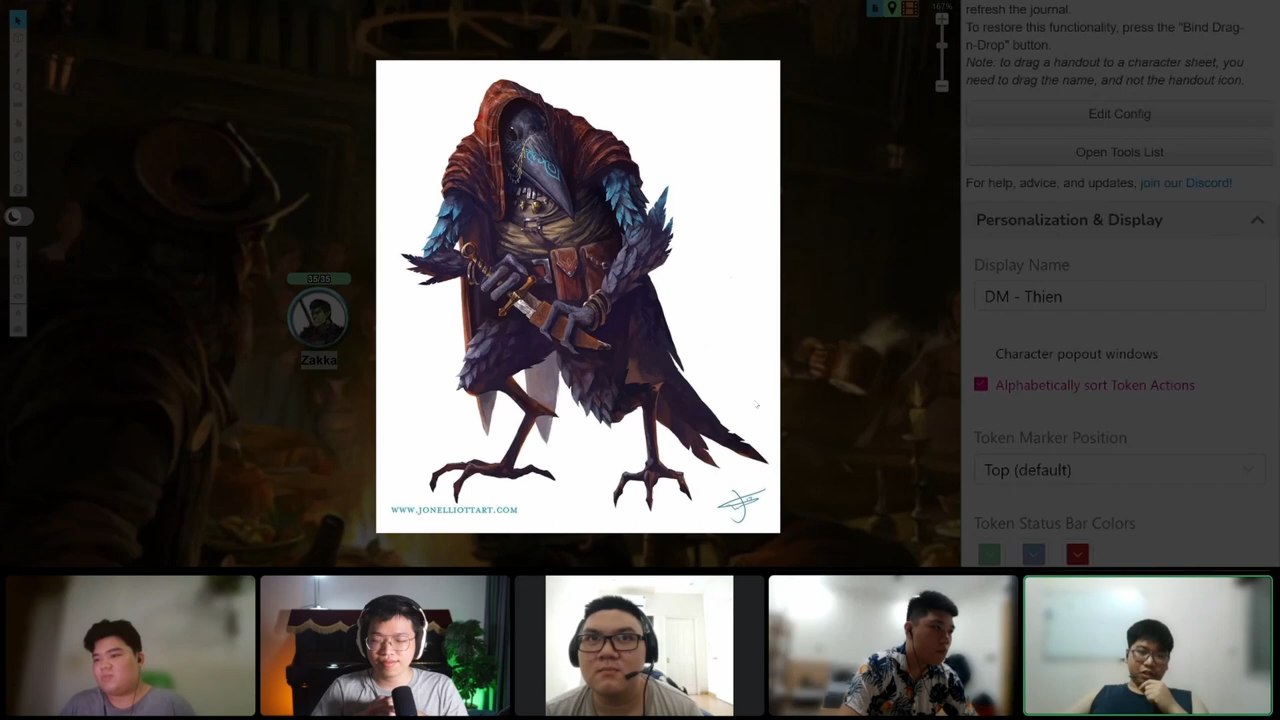 167%
refresh the journal.
To restore this functionality, press the "Bind Drag-
n-Drop" button.
Note: to drag a handout to a character sheet, you
need to drag the name, and not the handout icon.
Edit Config
Open Tools List
For help, advice, and updates, join our Discord!
Personalization & Display
Display Name
DM - Thien
Character popout windows
Alphabetically sort Token Actions
Token Marker Position
Top (default)
Token Status Bar Colors
35/35
Zakka
WWW.JONELLIOTTART.COM